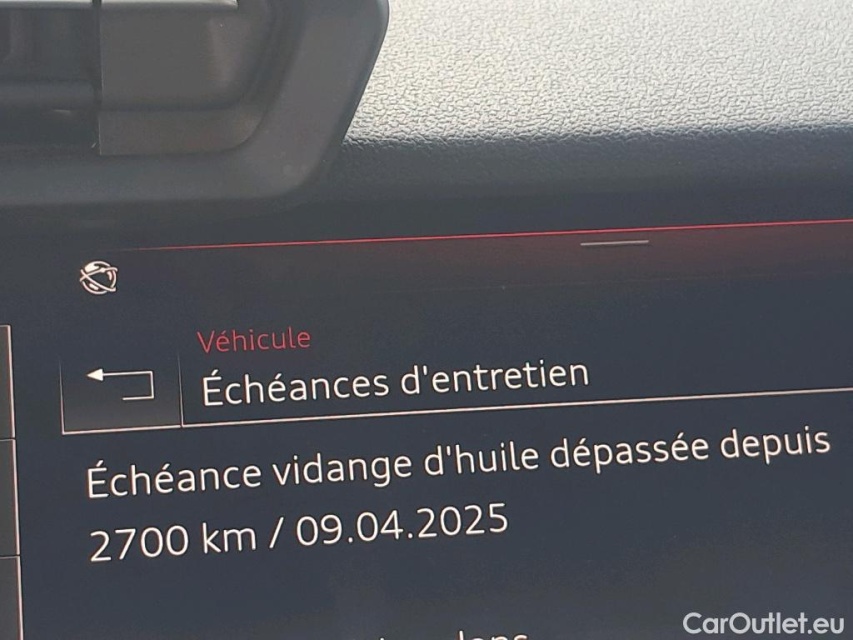 Véhicule
Échéances d'entretien
Échéance vidange d'huile dépassée depuis
2700 km / 09.04.2025
CarOutlet.eu